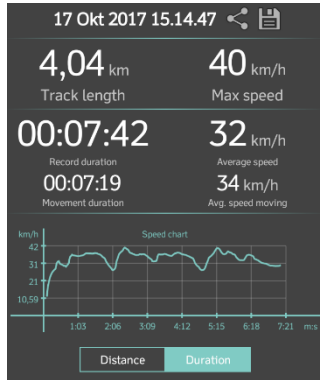 17 Okt 2017 15.14.47
4,04 km 40 km/h
Track length Max speed
00:07:42 32 km/h
Record duration Average speed
00:07:19 34 km/h
Movement duration Avg. speed moving
km/h Speed chart
42
31
21
10,59
1:03 2:06 3:09 4:12 5:15 6:18 7:21 m:s
Distance Duration